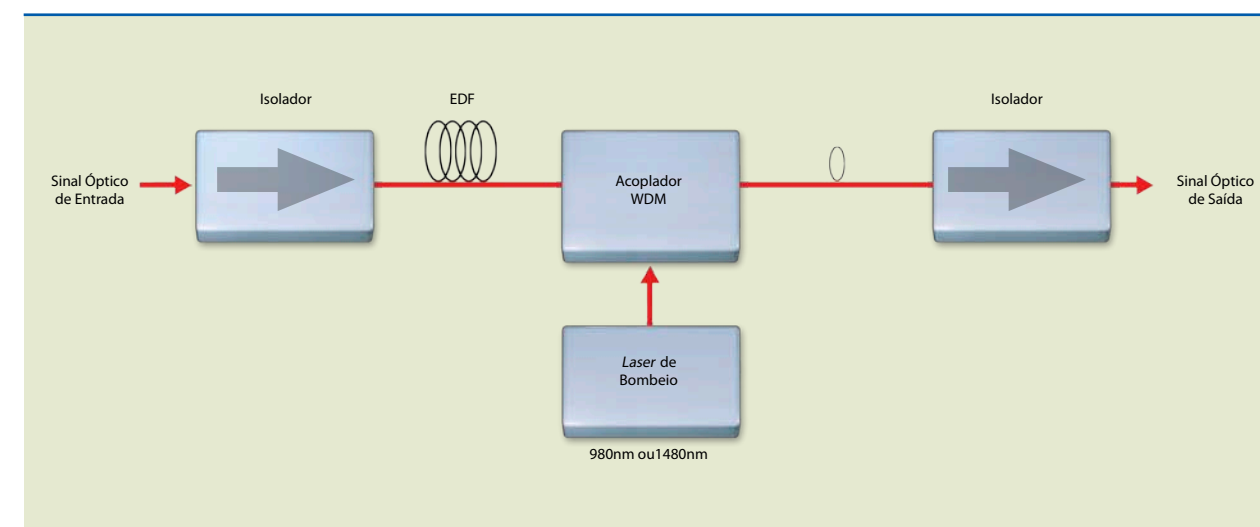 Isolador
EDF
Isolador
Sinal Óptico
de Entrada
Acoplador
WDM
Sinal Óptico
de Saída
Laser de
Bombeio
980nm ou1480nm